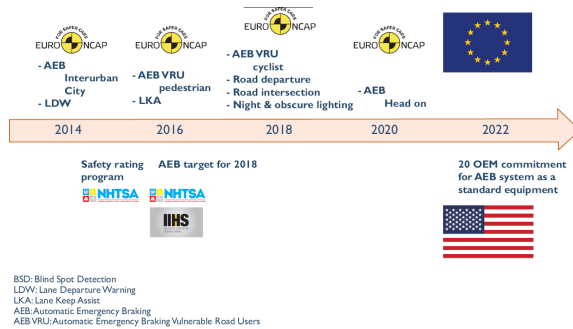 FOR SAFER CARS
EURO NCAP
FOR SAFER CARS
EURO NCAP
FOR SAFER CARS
EURO NCAP
FOR SAFER CARS
EURO NCAP
- AEB
Interurban
City
- LDW
- AEB VRU
pedestrian
- LKA
- AEB VRU
cyclist
- Road departure
- Road intersection
- Night & obscure lighting
- AEB
Head on
2014
2016
2018
2020
2022
Safety rating
program
NHTSA
AEB target for 2018
NHTSA
IIHS
20 OEM commitment
for AEB system as a
standard equipment
BSD: Blind Spot Detection
LDW: Lane Departure Warning
LKA: Lane Keep Assist
AEB: Automatic Emergency Braking
AEB VRU: Automatic Emergency Braking Vulnerable Road Users